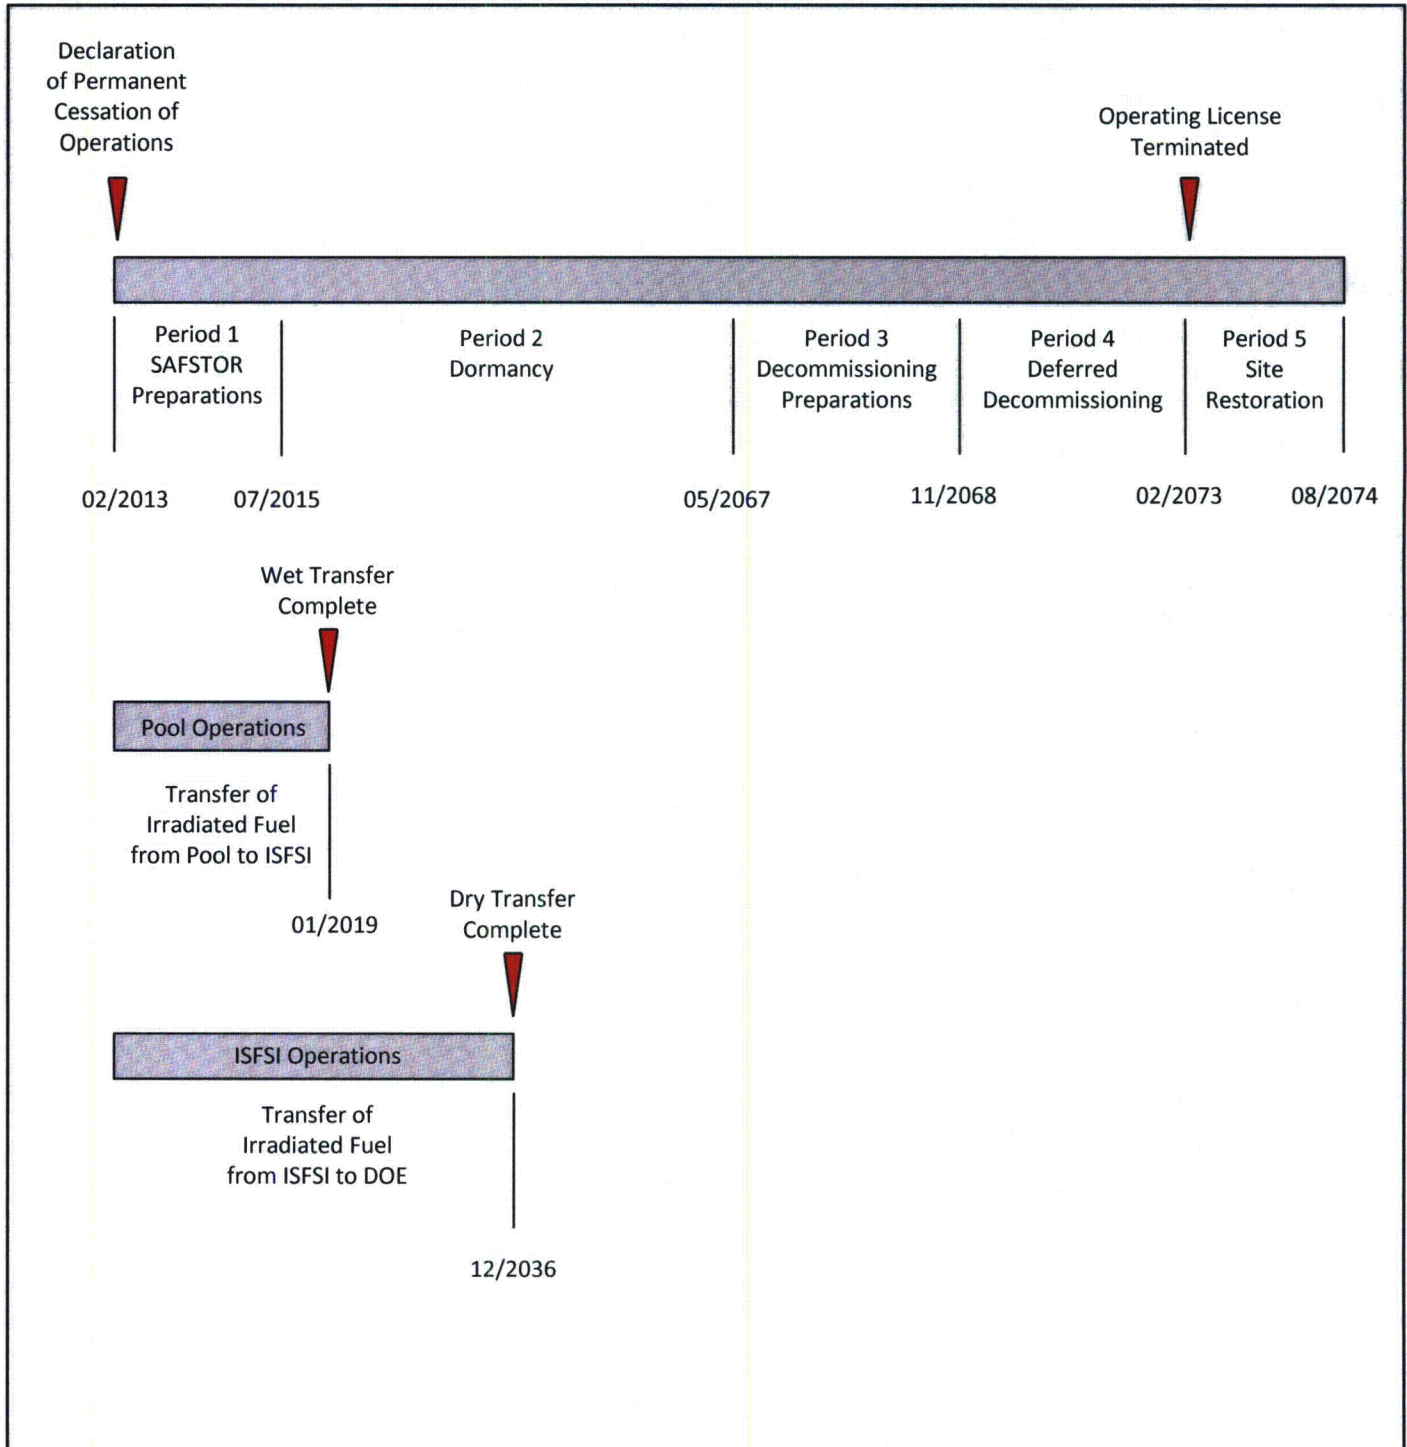 Declaration
of Permanent
Cessation of
Operations
Operating License
Terminated
Period 1
SAFSTOR
Preparations
Period 2
Dormancy
Period 3
Decommissioning
Preparations
Period 4
Deferred
Decommissioning
Period 5
Site
Restoration
02/2013
07/2015
05/2067
11/2068
02/2073
08/2074
Wet Transfer
Complete
Pool Operations
Transfer of
Irradiated Fuel
from Pool to ISFSI
01/2019
Dry Transfer
Complete
ISFSI Operations
Transfer of
Irradiated Fuel
from ISFSI to DOE
12/2036